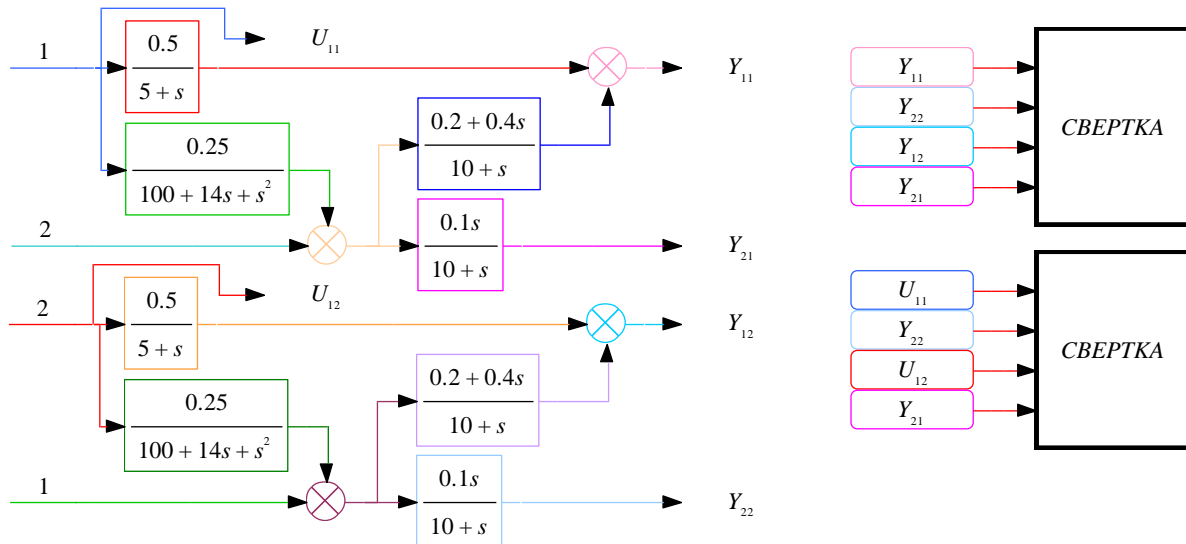 1
0.5
5 + s
U₁₁
Y₁₁
0.25
100 + 14s + s²
0.2 + 0.4s
10 + s
2
0.1s
10 + s
Y₂₁
2
0.5
5 + s
U₁₂
Y₁₂
0.25
100 + 14s + s²
0.2 + 0.4s
10 + s
1
0.1s
10 + s
Y₂₂
Y₁₁
Y₂₂
Y₁₂
Y₂₁
СВЕРТКА
U₁₁
Y₂₂
U₁₂
Y₂₁
СВЕРТКА